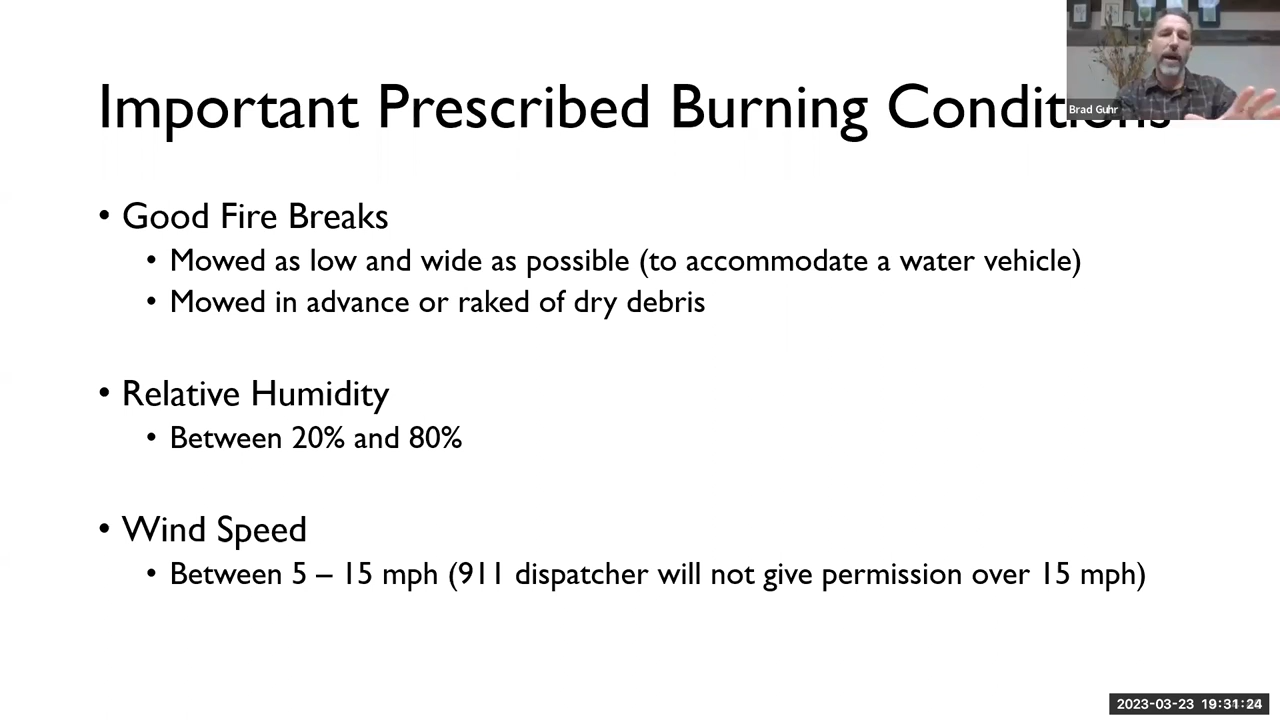 Important Prescribed Burning Conditions
Brad Guhr
• Good Fire Breaks
• Mowed as low and wide as possible (to accommodate a water vehicle)
• Mowed in advance or raked of dry debris
• Relative Humidity
• Between 20% and 80%
• Wind Speed
• Between 5 – 15 mph (911 dispatcher will not give permission over 15 mph)
2023-03-23 19:31:24